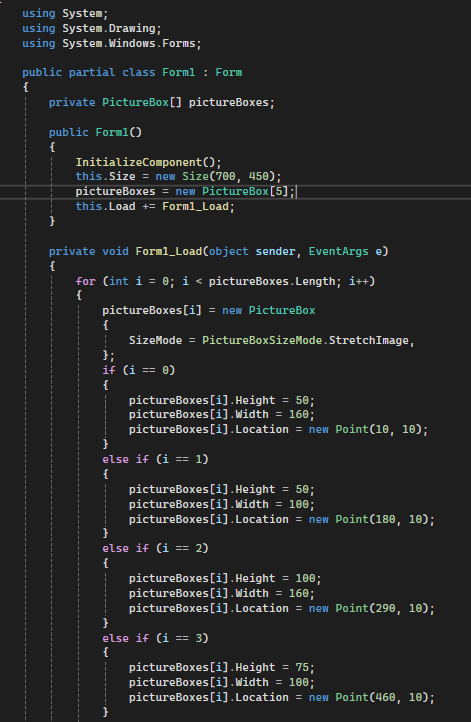 using System;
using System.Drawing;
using System.Windows.Forms;
public partial class Form1 : Form
{
private PictureBox[] pictureBoxes;
public Form1()
{
InitializeComponent();
this.Size = new Size(700, 450);
pictureBoxes = new PictureBox[5];
this.Load += Form1_Load;
}
private void Form1_Load(object sender, EventArgs e)
{
for (int i = 0; i < pictureBoxes.Length; i++)
{
pictureBoxes[i] = new PictureBox
{
SizeMode = PictureBoxSizeMode.StretchImage,
};
if (i == 0)
{
pictureBoxes[i].Height = 50;
pictureBoxes[i].Width = 160;
pictureBoxes[i].Location = new Point(10, 10);
}
else if (i == 1)
{
pictureBoxes[i].Height = 50;
pictureBoxes[i].Width = 100;
pictureBoxes[i].Location = new Point(180, 10);
}
else if (i == 2)
{
pictureBoxes[i].Height = 100;
pictureBoxes[i].Width = 160;
pictureBoxes[i].Location = new Point(290, 10);
}
else if (i == 3)
{
pictureBoxes[i].Height = 75;
pictureBoxes[i].Width = 100;
pictureBoxes[i].Location = new Point(460, 10);
}